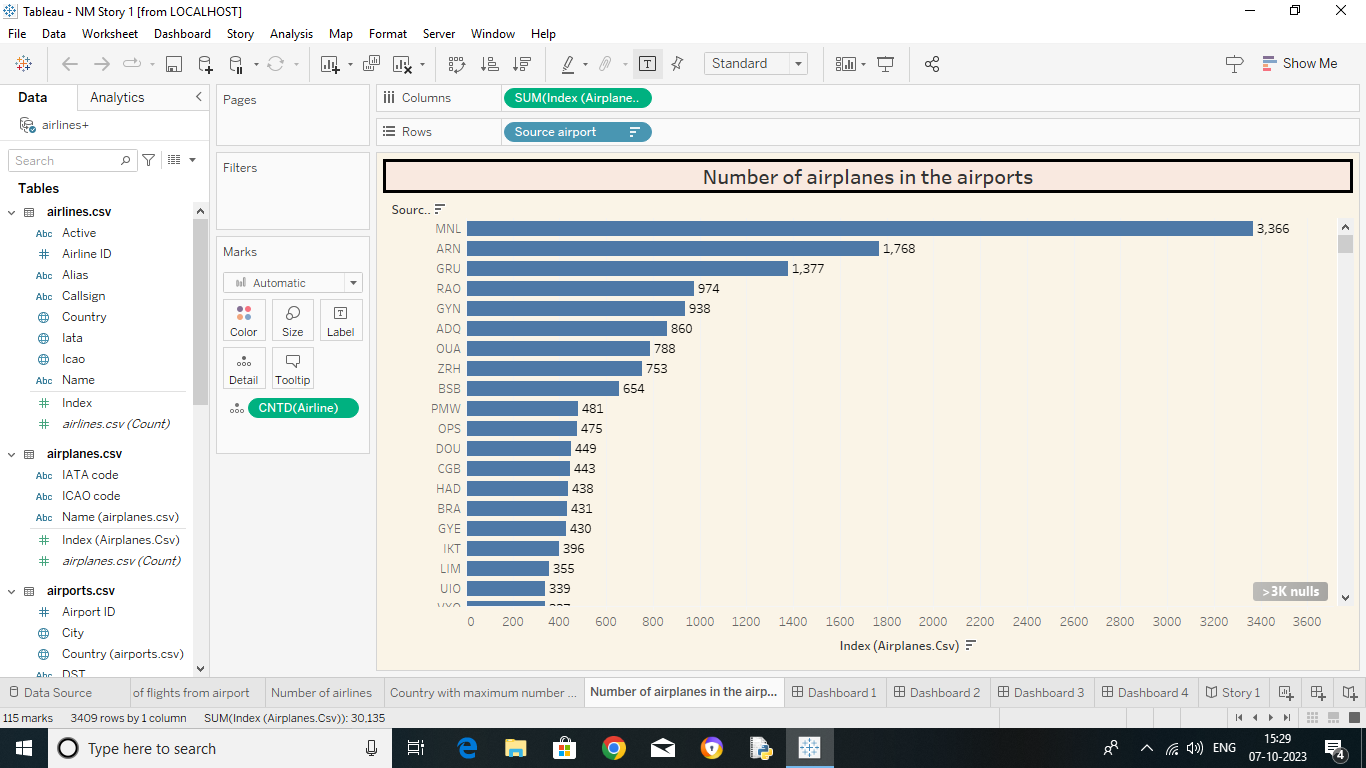 Tableau - NM Story 1 [from LOCALHOST]
File Data Worksheet Dashboard Story Analysis Map Format Server Window Help
Standard
Show Me
Data Analytics
airlines+
Search
Tables
airlines.csv
Abc Active
Airline ID
Abc Alias
Abc Callsign
Country
Iata
Icao
Abc Name
Index
airlines.csv (Count)
airplanes.csv
Abc IATA code
Abc ICAO code
Abc Name (airplanes.csv)
Index (Airplanes.Csv)
airplanes.csv (Count)
airports.csv
Airport ID
City
Country (airports.csv)
Abc DST
Pages
Filters
Marks
Automatic
Color Size Label
Detail Tooltip
CNTD(Airline)
Columns SUM(Index (Airplane..
Rows Source airport
Number of airplanes in the airports
Sourc..
MNL 3,366
ARN 1,768
GRU 1,377
RAO 974
GYN 938
ADQ 860
OUA 788
ZRH 753
BSB 654
PMW 481
OPS 475
DOU 449
CGB 443
HAD 438
BRA 431
GYE 430
IKT 396
LIM 355
UIO 339
>3K nulls
0 200 400 600 800 1000 1200 1400 1600 1800 2000 2200 2400 2600 2800 3000 3200 3400 3600
Index (Airplanes.Csv)
Data Source of flights from airport Number of airlines Country with maximum number ... Number of airplanes in the airp... Dashboard 1 Dashboard 2 Dashboard 3 Dashboard 4 Story 1
115 marks 3409 rows by 1 column SUM(Index (Airplanes.Csv)): 30,135
Type here to search
ENG
15:29
07-10-2023
4